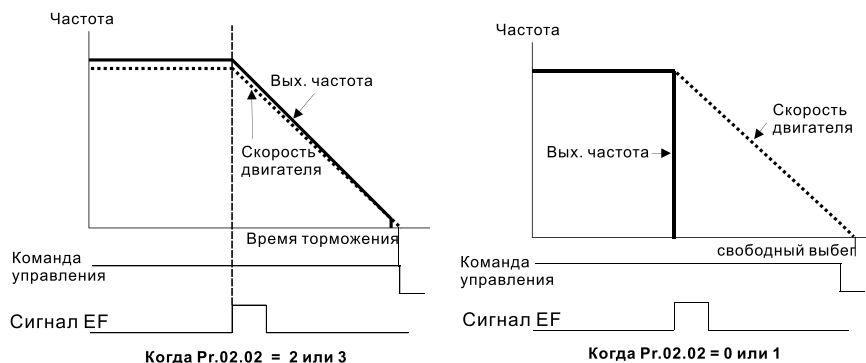 Частота
Вых. частота
Скорость
двигателя
Время торможения
Команда
управления
Сигнал EF
Когда Pr.02.02 = 2 или 3
Частота
Скорость
двигателя
Вых. частота
свободный выбег
Команда
управления
Сигнал EF
Когда Pr.02.02 = 0 или 1